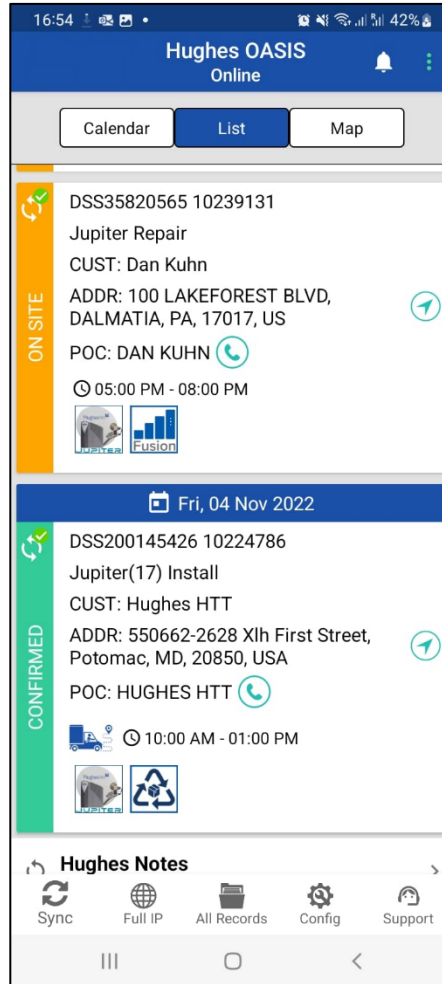 16:54 42%
Hughes OASIS
Online
Calendar List Map
DSS35820565 10239131
Jupiter Repair
CUST: Dan Kuhn
ADDR: 100 LAKEFOREST BLVD,
DALMATIA, PA, 17017, US
POC: DAN KUHN
05:00 PM - 08:00 PM
ON SITE
JUPITER Fusion
Fri, 04 Nov 2022
DSS200145426 10224786
Jupiter(17) Install
CUST: Hughes HTT
ADDR: 550662-2628 Xlh First Street,
Potomac, MD, 20850, USA
POC: HUGHES HTT
10:00 AM - 01:00 PM
CONFIRMED
JUPITER
Hughes Notes
Sync Full IP All Records Config Support